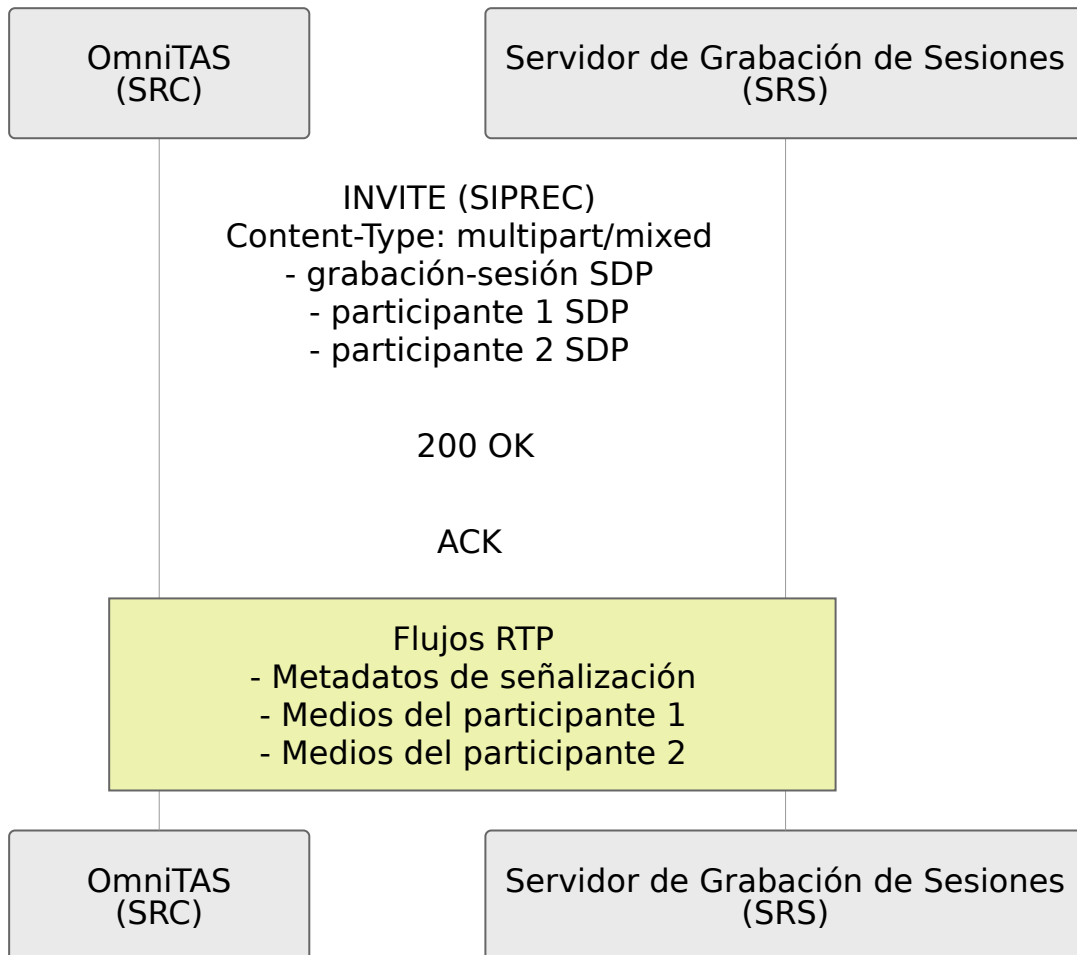 OmniTAS
(SRC)
Servidor de Grabación de Sesiones
(SRS)
INVITE (SIPREC)
Content-Type: multipart/mixed
- grabación-sesión SDP
- participante 1 SDP
- participante 2 SDP
200 OK
ACK
Flujos RTP
- Metadatos de señalización
- Medios del participante 1
- Medios del participante 2
OmniTAS
(SRC)
Servidor de Grabación de Sesiones
(SRS)